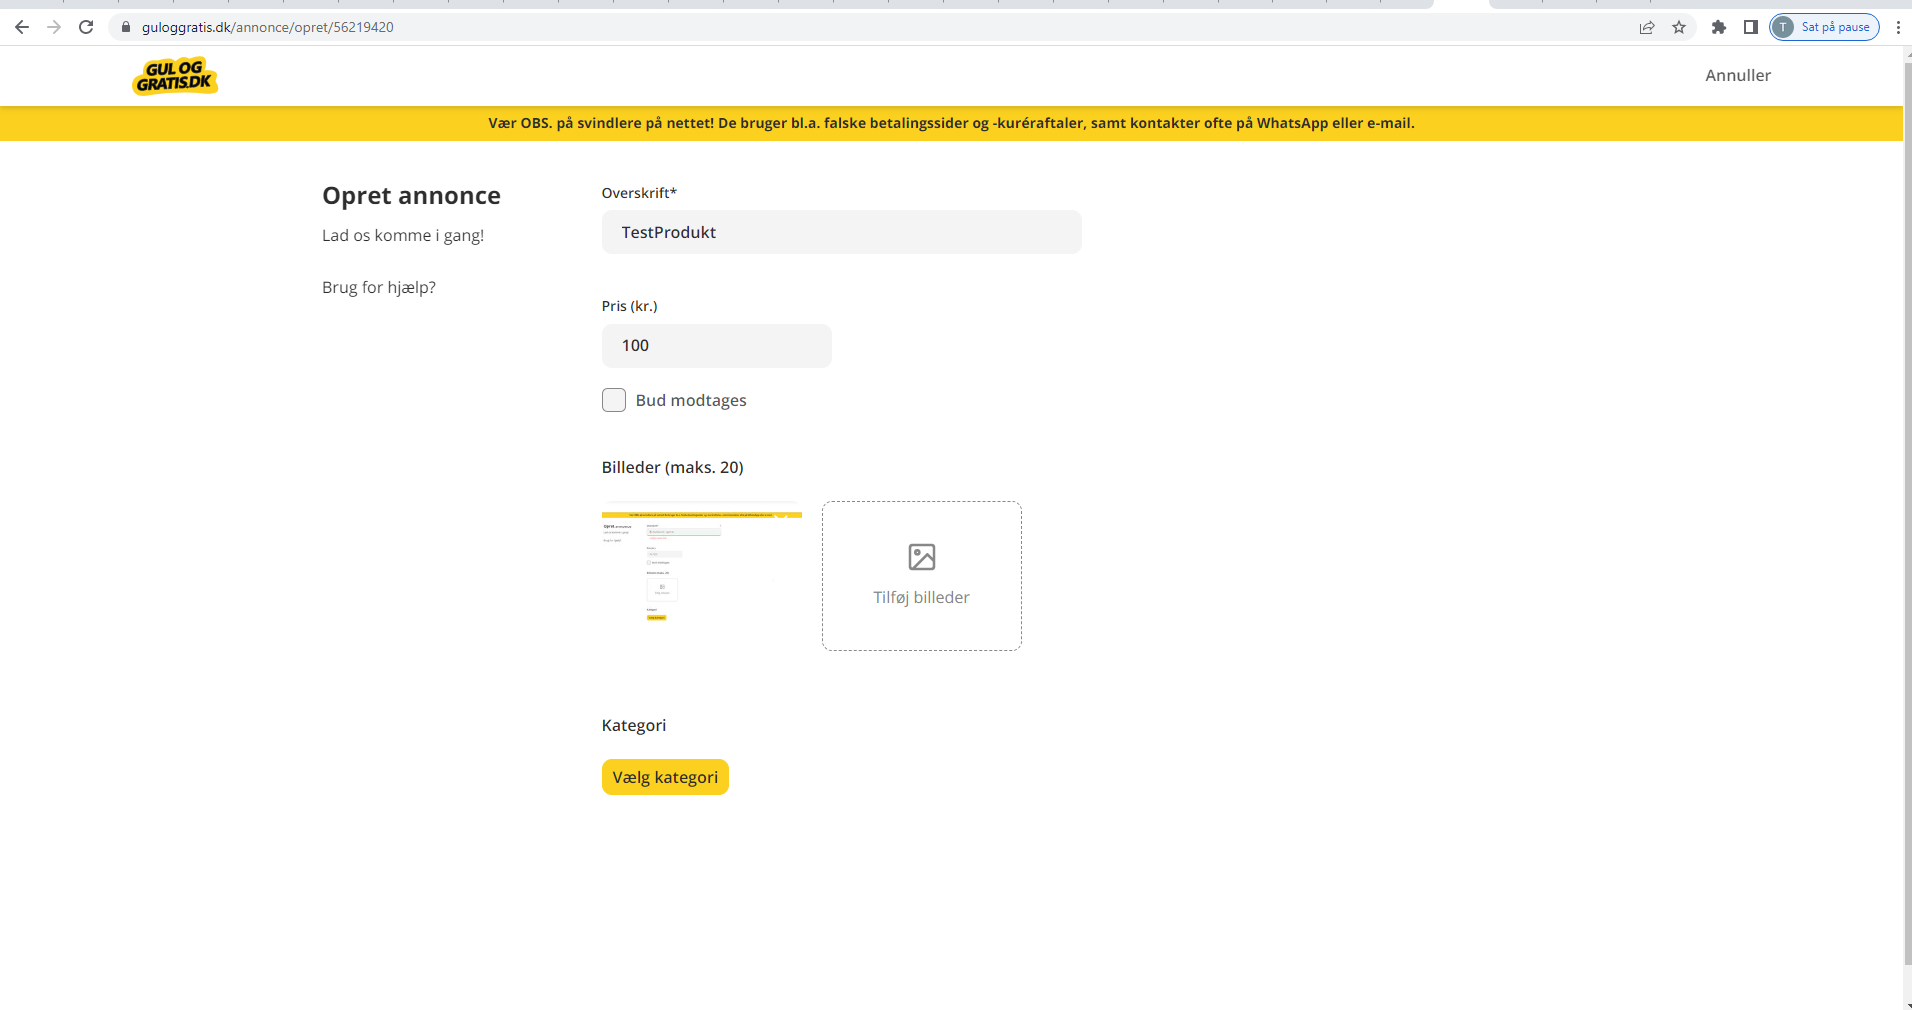 guloggratis.dk/annonce/opret/56219420
T Sat på pause
GUL OG
GRATIS.DK
Annuller
Vær OBS. på svindlere på nettet! De bruger bl.a. falske betalingssider og -kuréraftaler, samt kontakter ofte på WhatsApp eller e-mail.
Opret annonce
Lad os komme i gang!
Brug for hjælp?
Overskrift*
TestProdukt
Pris (kr.)
100
Bud modtages
Billeder (maks. 20)
Tilføj billeder
Kategori
Vælg kategori